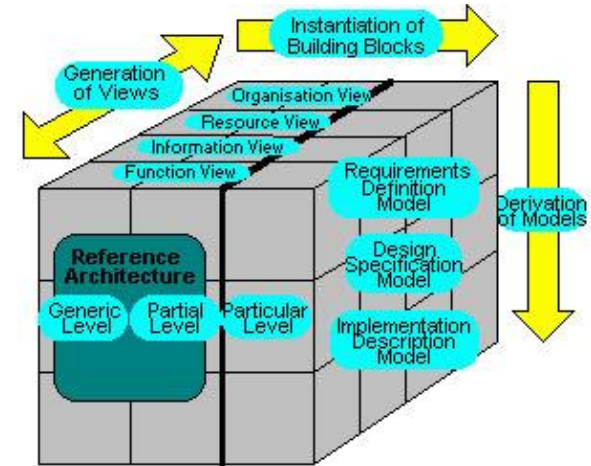 Instantiation of
Building Blocks
Generation
of Views
Organisation View
Resource View
Information View
Function View
Requirements
Definition
Model
Derivation
of Models
Reference
Architecture
Design
Specification
Model
Generic
Level
Partial
Level
Particular
Level
Implementation
Description
Model